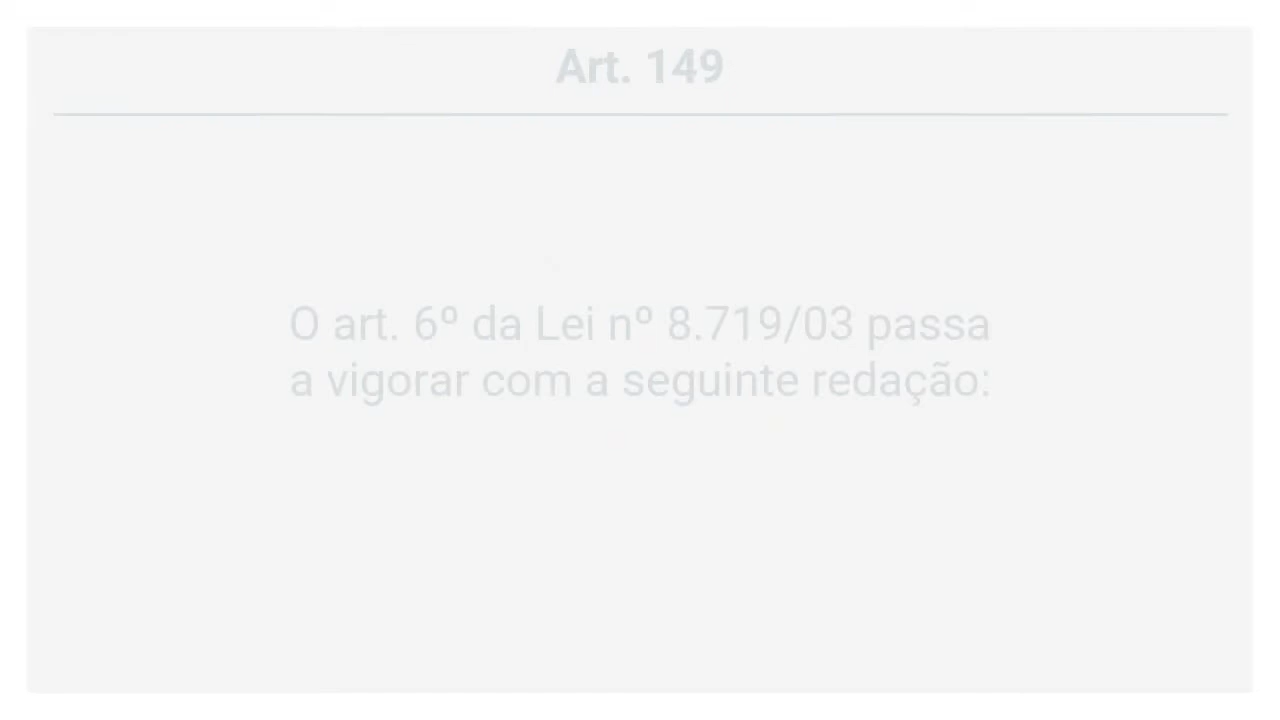 Art. 149
O art. 6º da Lei nº 8.719/03 passa
a vigorar com a seguinte redação: